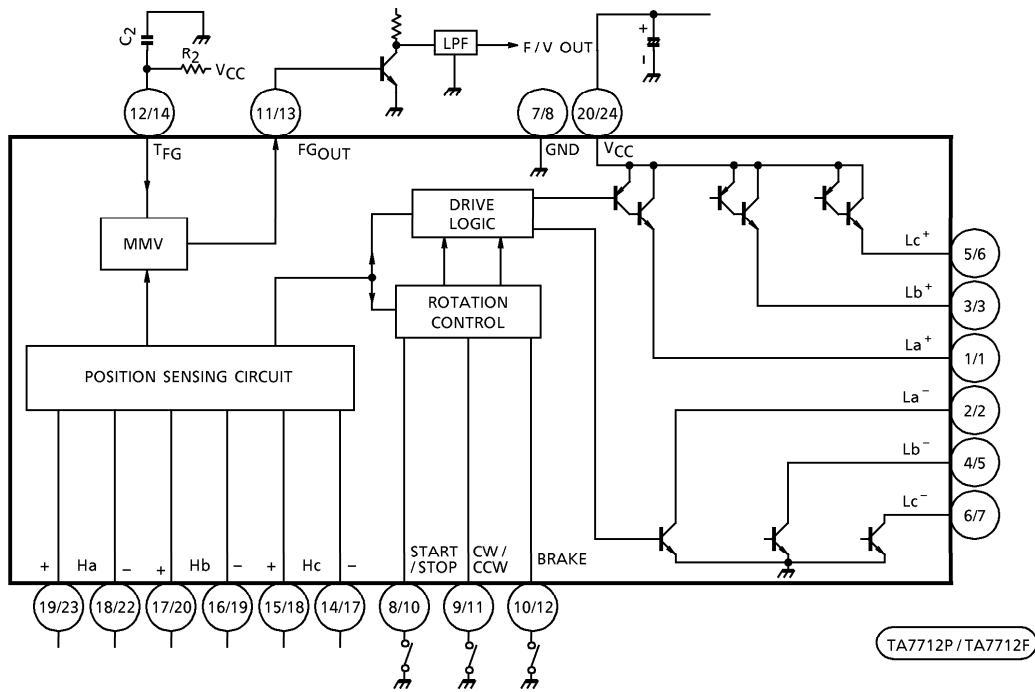 C2
R2
VCC
LPF
F / V OUT
+
-
12/14
11/13
7/8
20/24
TFG
FGOUT
GND
VCC
MMV
DRIVE
LOGIC
ROTATION
CONTROL
POSITION SENSING CIRCUIT
Lc+
5/6
Lb+
3/3
La+
1/1
La−
2/2
Lb−
4/5
Lc−
6/7
+ Ha − + Hb − + Hc −
START
/ STOP
CW /
CCW
BRAKE
19/23
18/22
17/20
16/19
15/18
14/17
8/10
9/11
10/12
TA7712P / TA7712F